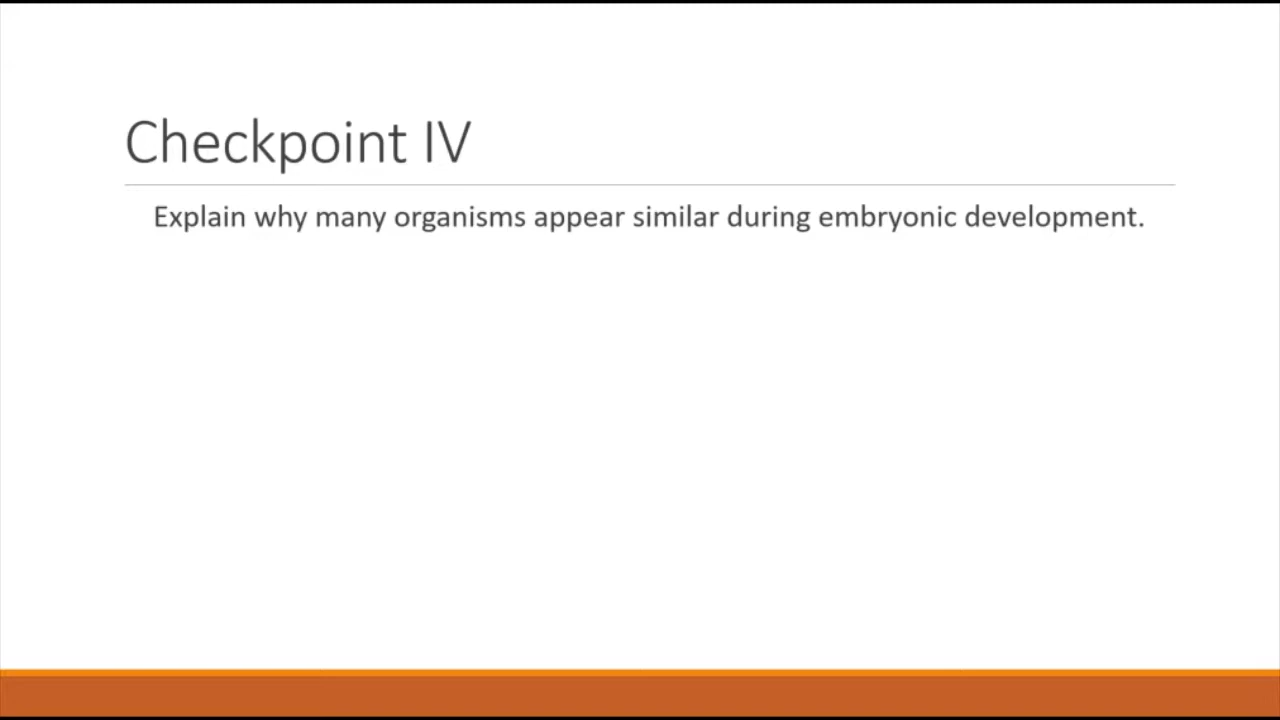 Checkpoint IV
Explain why many organisms appear similar during embryonic development.